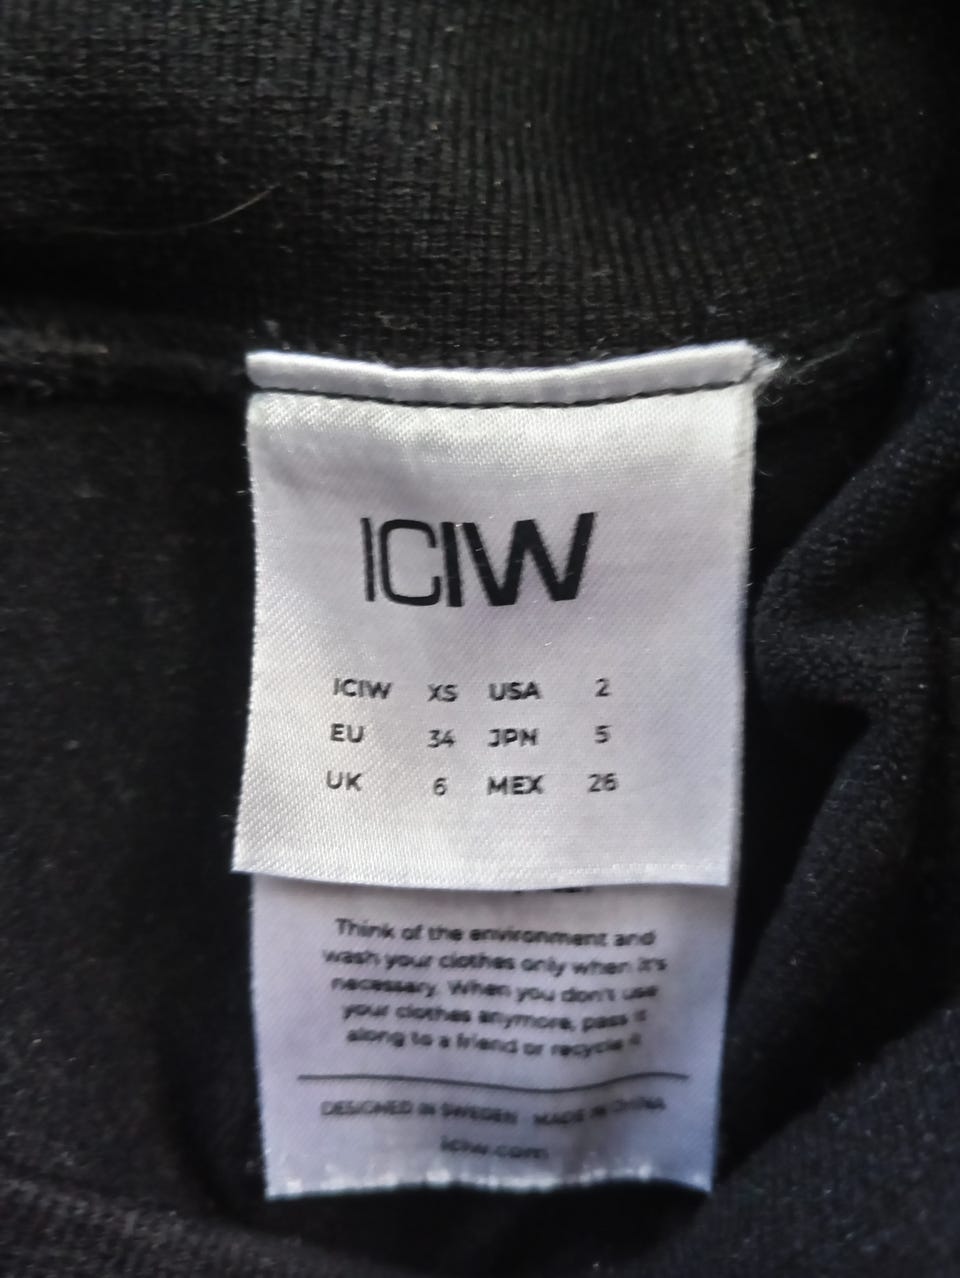 ICIW
ICIW XS USA 2
EU 34 JPN 5
UK 6 MEX 26
Think of the environment and
wash your clothes only when it's
necessary. When you don't use
your clothes anymore, pass it
along to a friend or recycle it
DESIGNED IN SWEDEN MADE IN CHINA
iciw.com